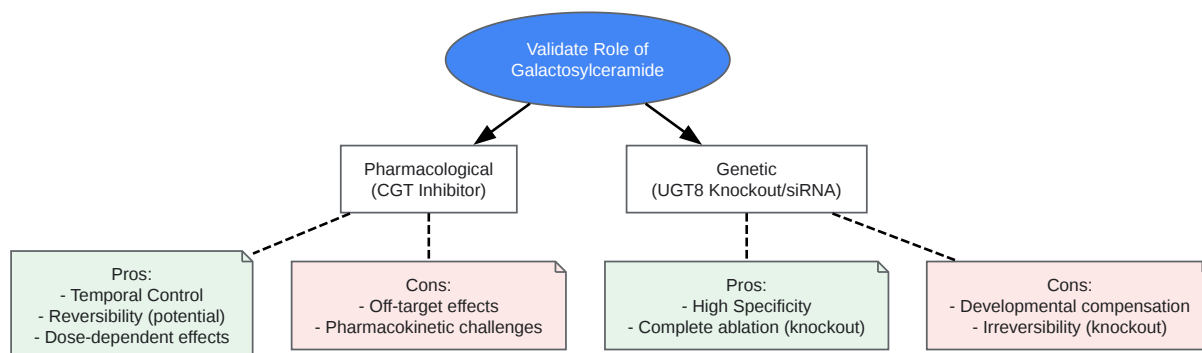 Validate Role of
Galactosylceramide
Pharmacological
(CGT Inhibitor)
Genetic
(UGT8 Knockout/siRNA)
Pros:
- Temporal Control
- Reversibility (potential)
- Dose-dependent effects
Cons:
- Off-target effects
- Pharmacokinetic challenges
Pros:
- High Specificity
- Complete ablation (knockout)
Cons:
- Developmental compensation
- Irreversibility (knockout)